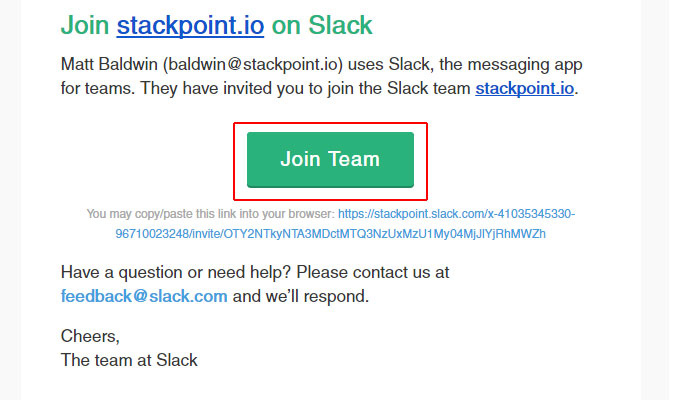 Join stackpoint.io on Slack
Matt Baldwin (baldwin@stackpoint.io) uses Slack, the messaging app
for teams. They have invited you to join the Slack team stackpoint.io.
Join Team
You may copy/paste this link into your browser: https://stackpoint.slack.com/x-41035345330-
96710023248/invite/OTY2NTkyNTA3MDctMTQ3NzUxMzU1My04MjJlYjRhMWZh
Have a question or need help? Please contact us at
feedback@slack.com and we’ll respond.
Cheers,
The team at Slack